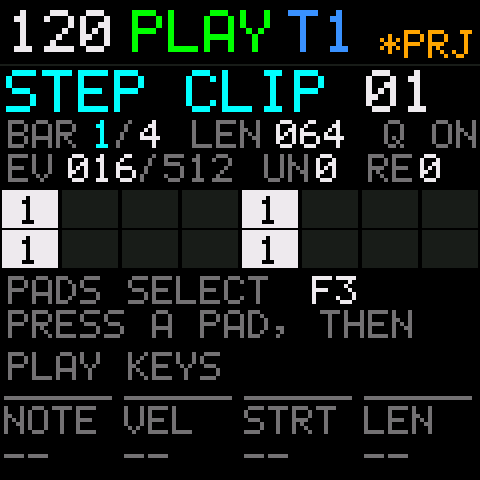 120 PLAY T1 *PRJ
STEP CLIP 01
BAR 1/4 LEN 064 Q ON
EV 016/512 UN0 RE0
1 1
1 1
PADS SELECT F3
PRESS A PAD, THEN
PLAY KEYS
NOTE VEL STRT LEN
-- -- -- --